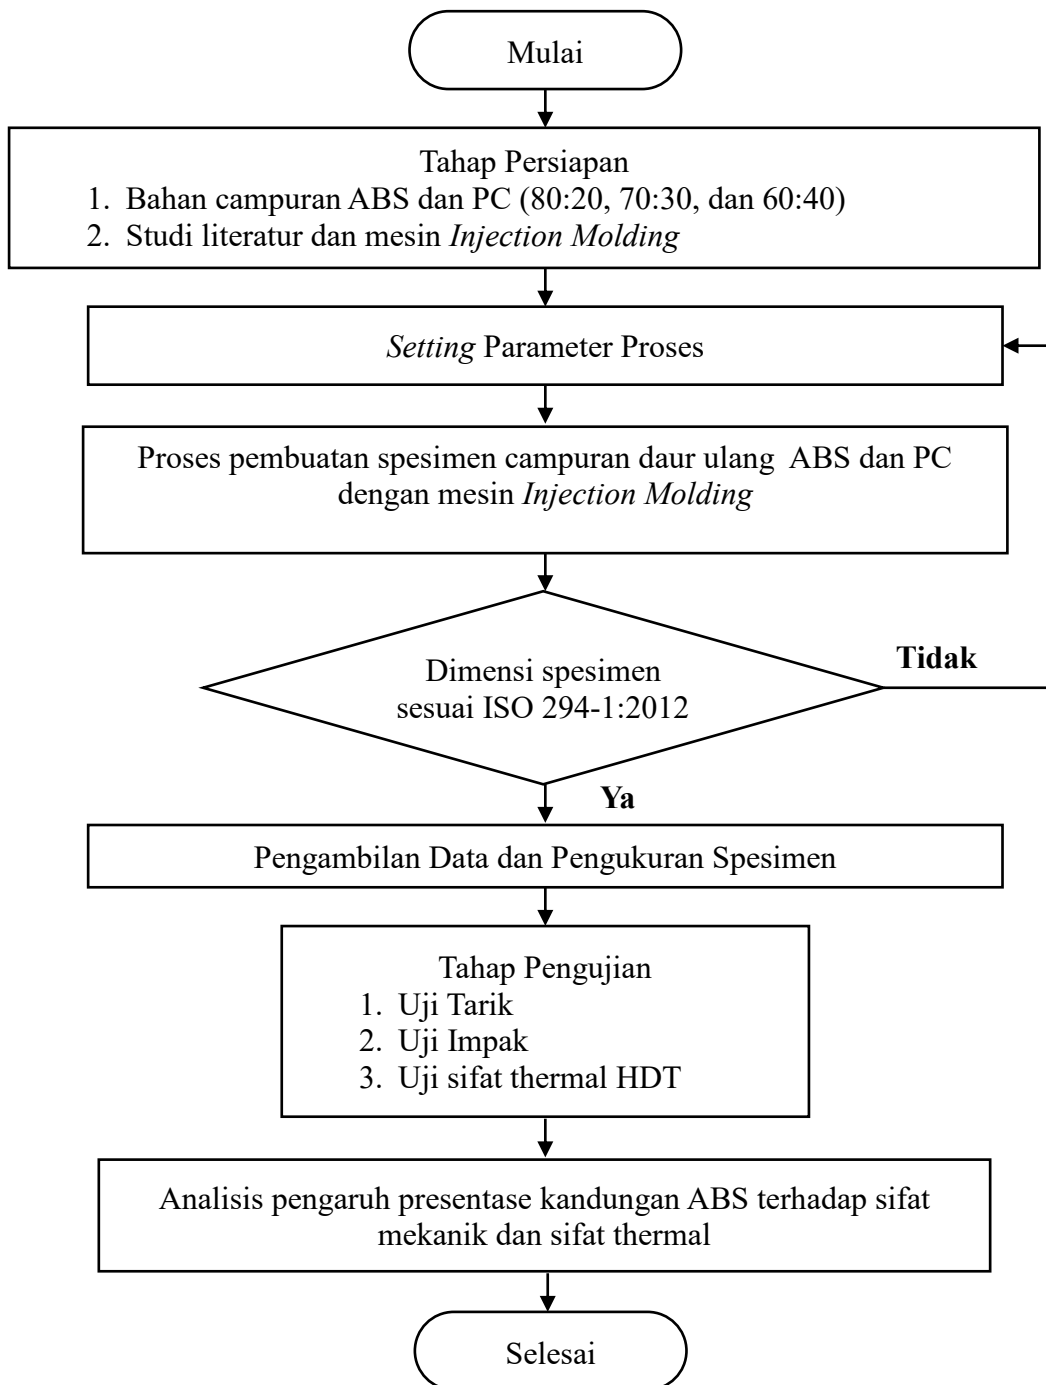 Mulai
Tahap Persiapan
1. Bahan campuran ABS dan PC (80:20, 70:30, dan 60:40)
2. Studi literatur dan mesin Injection Molding
Setting Parameter Proses
Proses pembuatan spesimen campuran daur ulang ABS dan PC
dengan mesin Injection Molding
Dimensi spesimen
sesuai ISO 294-1:2012
Tidak
Ya
Pengambilan Data dan Pengukuran Spesimen
Tahap Pengujian
1. Uji Tarik
2. Uji Impak
3. Uji sifat thermal HDT
Analisis pengaruh presentase kandungan ABS terhadap sifat
mekanik dan sifat thermal
Selesai